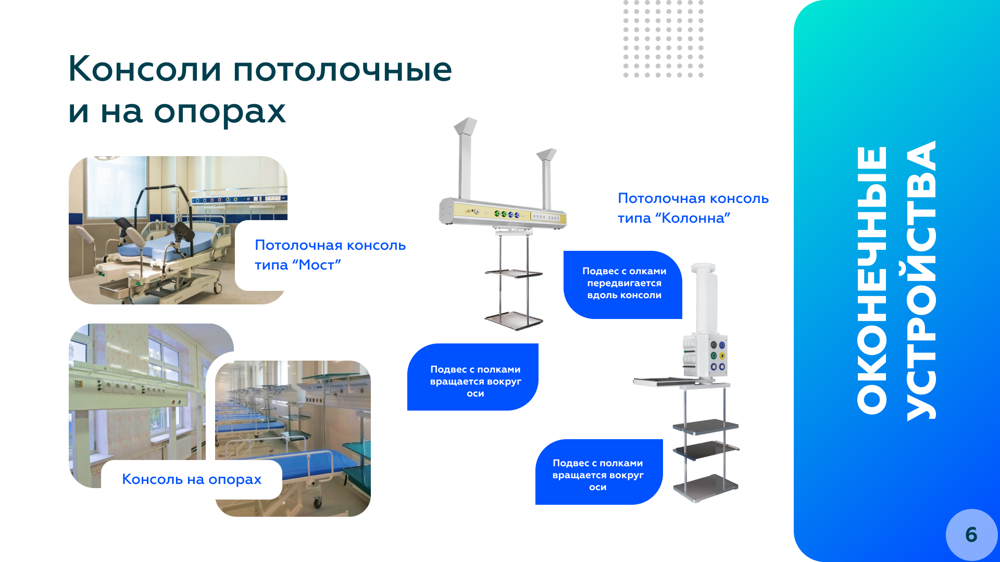 Консоли потолочные
и на опорах
Потолочная консоль
типа “Мост”
Консоль на опорах
Потолочная консоль
типа “Колонна”
Подвес с олками
передвигается
вдоль консоли
Подвес с полками
вращается вокруг
оси
Подвес с полками
вращается вокруг
оси
ОКОНЕЧНЫЕ
УСТРОЙСТВА
6